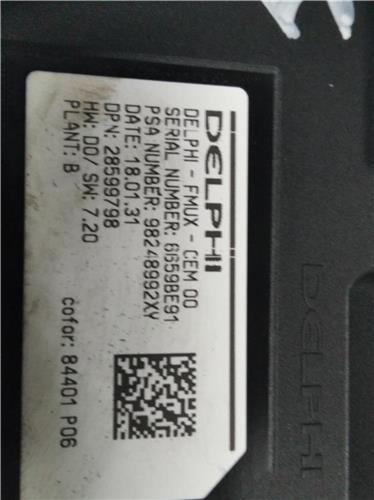 DELPHI
DELPHI - FMUX - CEM 00
SERIAL NUMBER: 6659BE91
PSA NUMBER: 98248992XY
DATE: 18.01.31
DPN: 28599798
HW: D0/ SW: 7.20
PLANT: B
cofor: 84401 P06
DELPHI